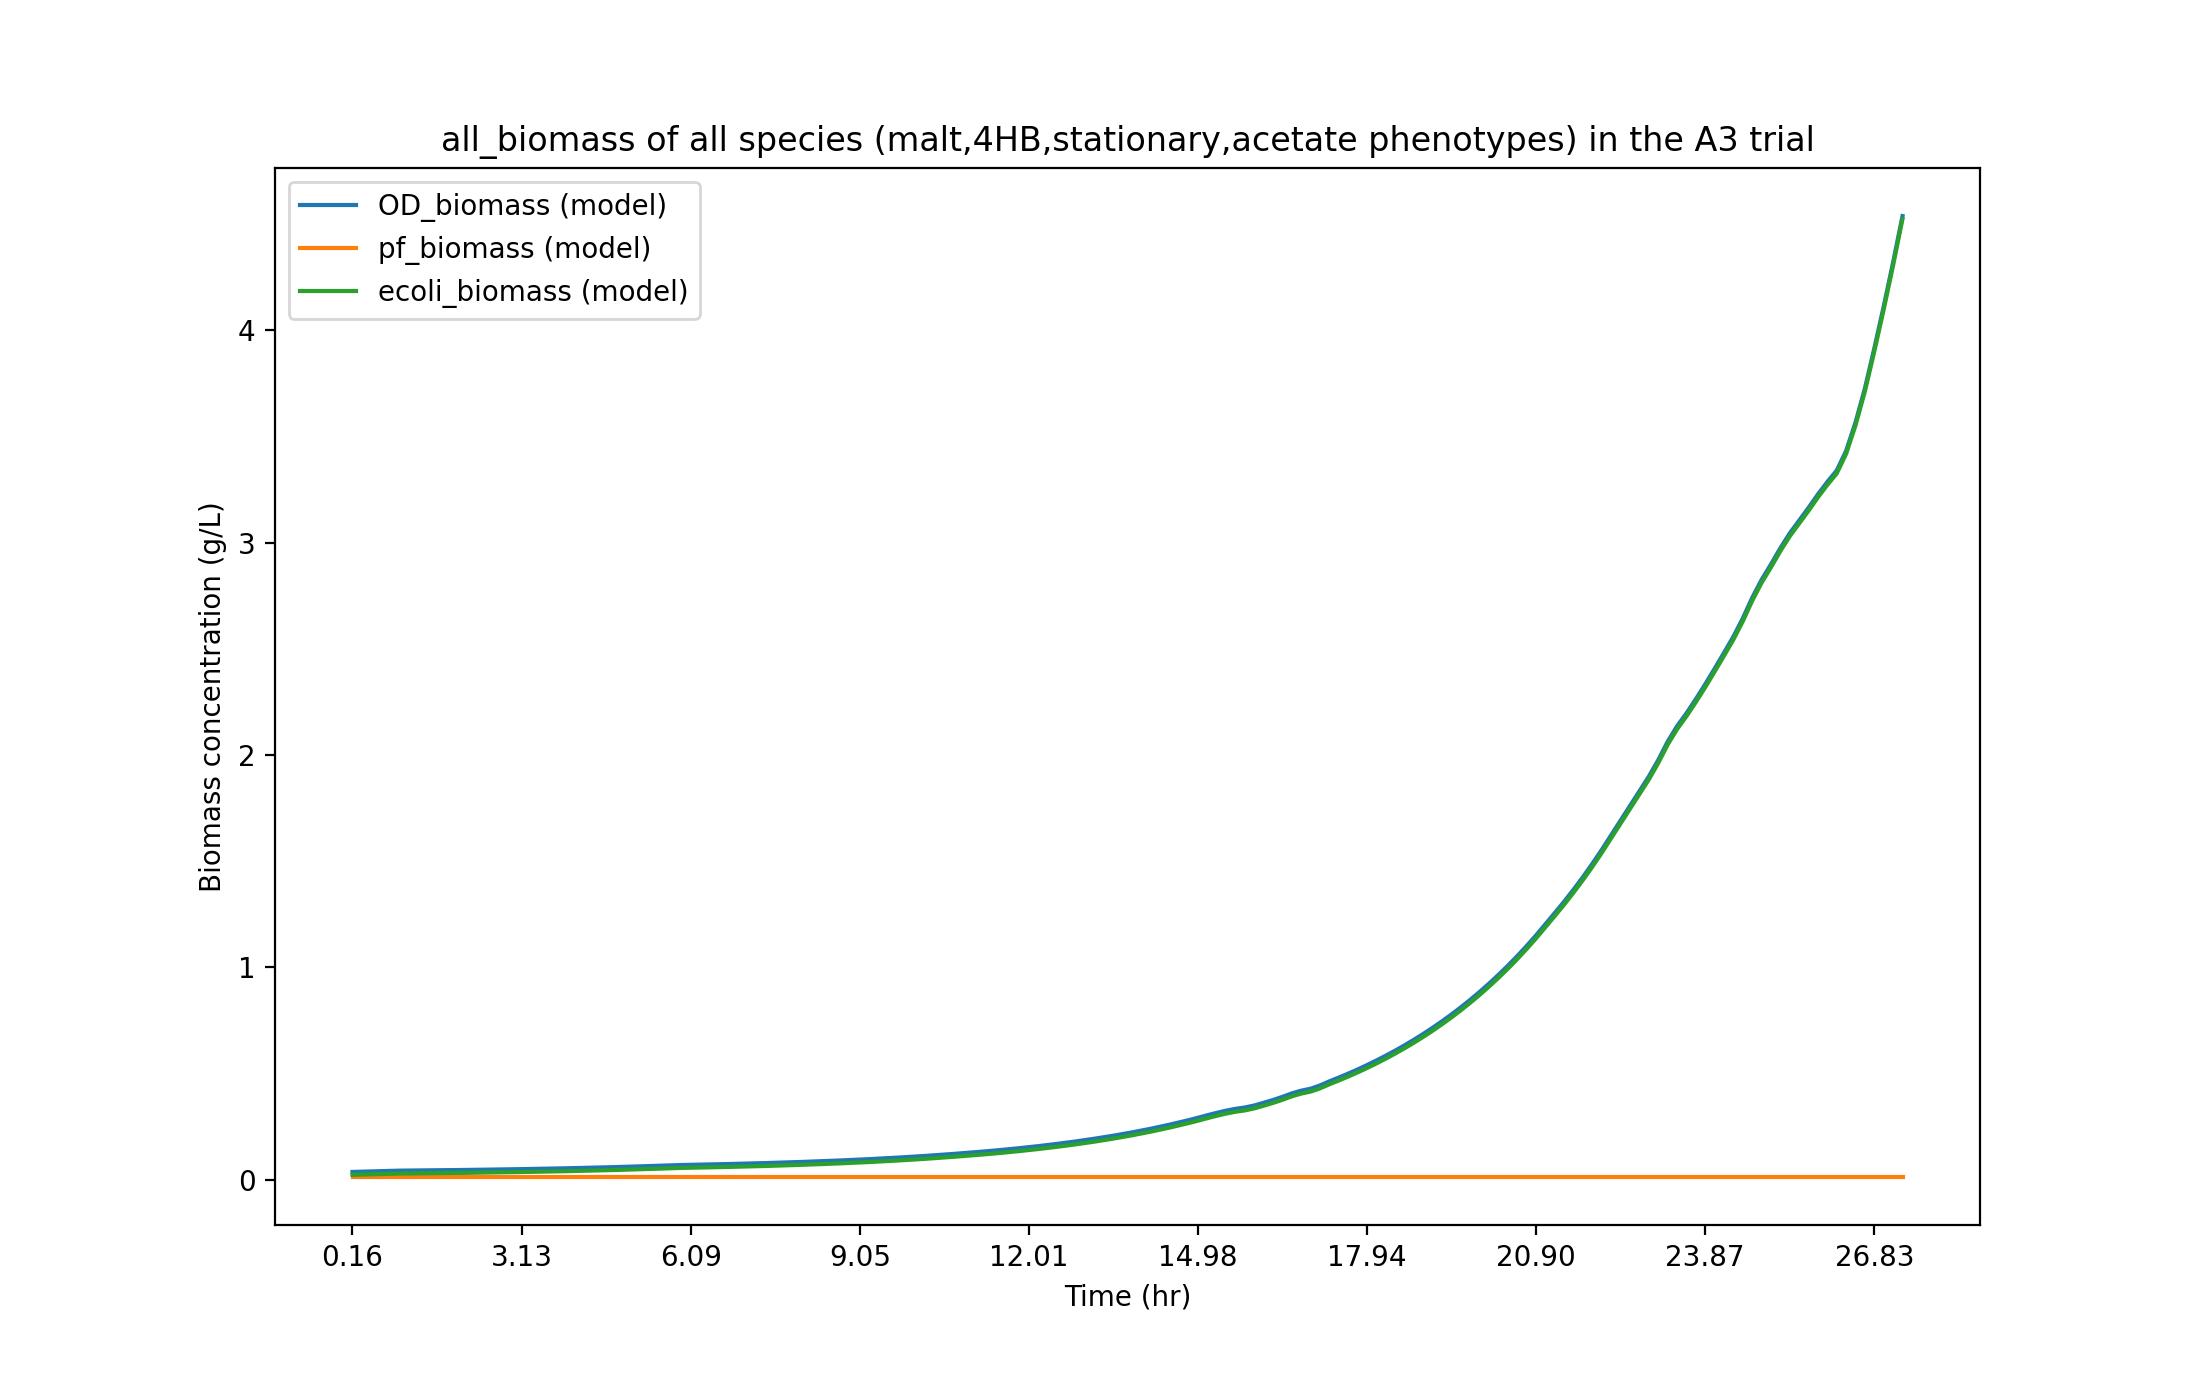 all_biomass of all species (malt,4HB,stationary,acetate phenotypes) in the A3 trial
OD_biomass (model)
pf_biomass (model)
ecoli_biomass (model)
Biomass concentration (g/L)
4
3
2
1
0
0.16 3.13 6.09 9.05 12.01 14.98 17.94 20.90 23.87 26.83
Time (hr)